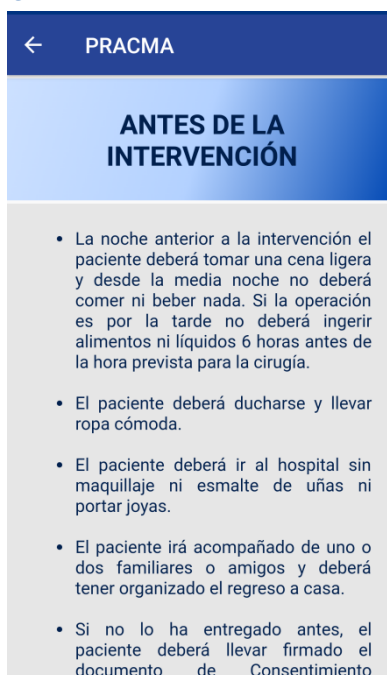 PRACMA
ANTES DE LA
INTERVENCIÓN
• La noche anterior a la intervención el
paciente deberá tomar una cena ligera
y desde la media noche no deberá
comer ni beber nada. Si la operación
es por la tarde no deberá ingerir
alimentos ni líquidos 6 horas antes de
la hora prevista para la cirugía.
• El paciente deberá ducharse y llevar
ropa cómoda.
• El paciente deberá ir al hospital sin
maquillaje ni esmalte de uñas ni
portar joyas.
• El paciente irá acompañado de uno o
dos familiares o amigos y deberá
tener organizado el regreso a casa.
• Si no lo ha entregado antes, el
paciente deberá llevar firmado el
documento de Consentimiento